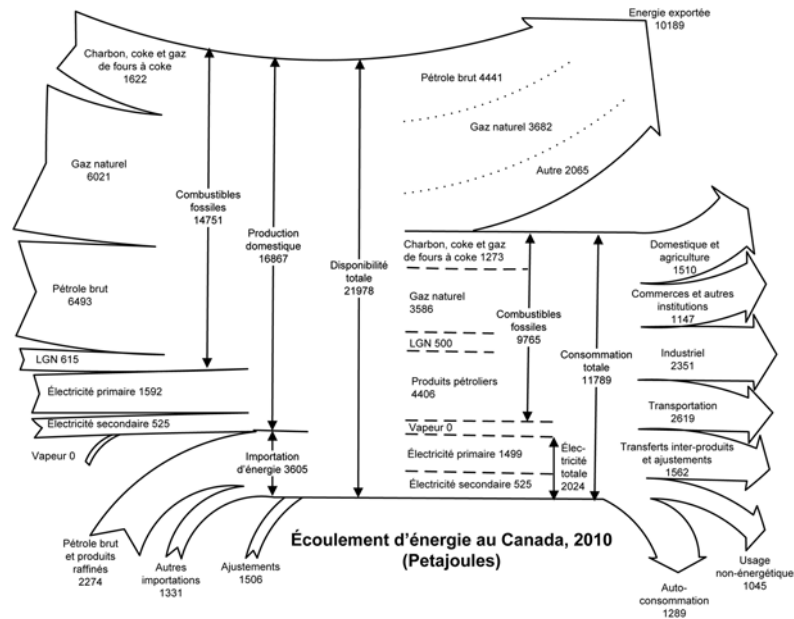 Energie exportée
10189
Charbon, coke et gaz
de fours à coke
1622
Pétrole brut 4441
Gaz naturel 3682
Autre 2065
Gaz naturel
6021
Combustibles
fossiles
14751
Production
domestique
16867
Disponibilité
totale
21978
Charbon, coke et gaz
de fours à coke 1273
Domestique et
agriculture
1510
Pétrole brut
6493
Gaz naturel
3586
Combustibles
fossiles
9765
Commerces et autres
institutions
1147
LGN 500
Consommation
totale
11789
LGN 615
Industriel
2351
Produits pétroliers
4406
Électricité primaire 1592
Transportation
2619
Électricité secondaire 525
Vapeur 0
Vapeur 0
Importation
d'énergie 3605
Électricité primaire 1499
Élec-
tricité
totale
2024
Transferts inter-produits
et ajustements
1562
Électricité secondaire 525
Pétrole brut
et produits
raffinés
2274
Autres
importations
1331
Ajustements
1506
Écoulement d'énergie au Canada, 2010
(Petajoules)
Usage
non-énergétique
1045
Auto-
consommation
1289